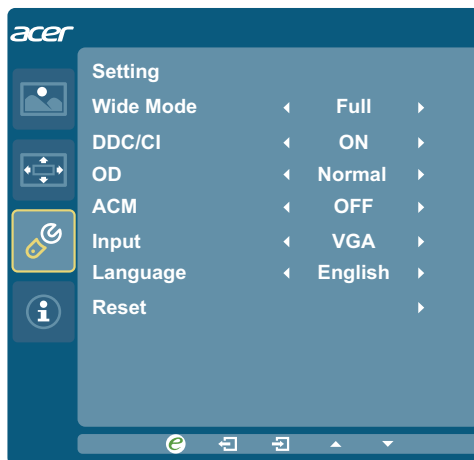 acer
Setting
Wide Mode Full
DDC/CI ON
OD Normal
ACM OFF
Input VGA
Language English
Reset
e